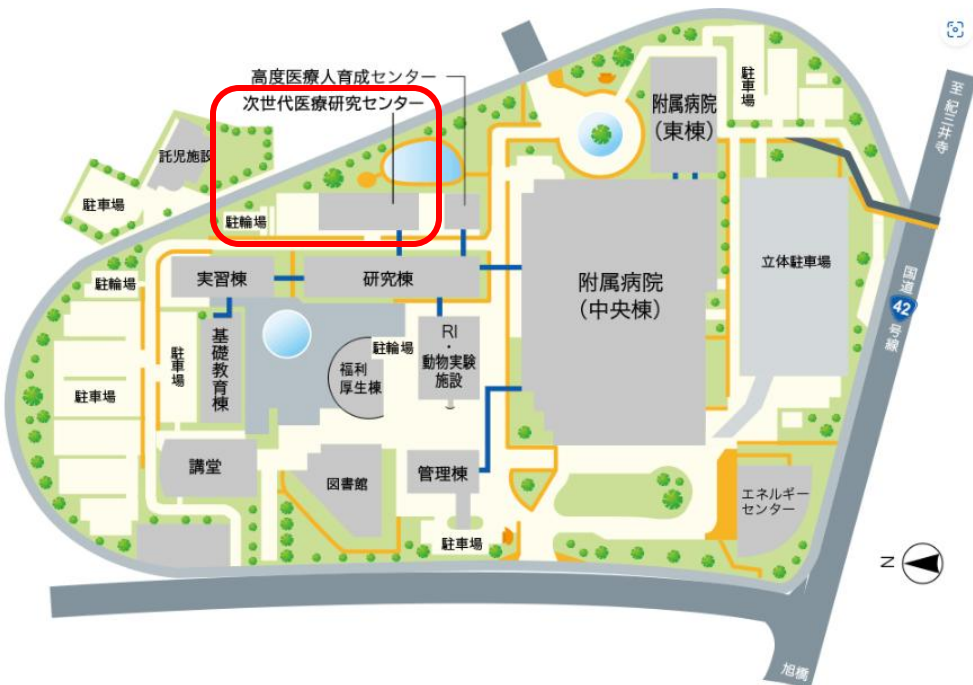 高度医療人育成センター
次世代医療研究センター
附属病院
(東棟)
駐車場
至 紀三井寺
託児施設
駐車場
駐輪場
実習棟
研究棟
附属病院
(中央棟)
立体駐車場
国道
42
号線
駐輪場
駐車場
基礎教育棟
福利
厚生棟
駐輪場
RI
・
動物実験
施設
駐車場
講堂
図書館
管理棟
駐車場
エネルギー
センター
N
旭橋